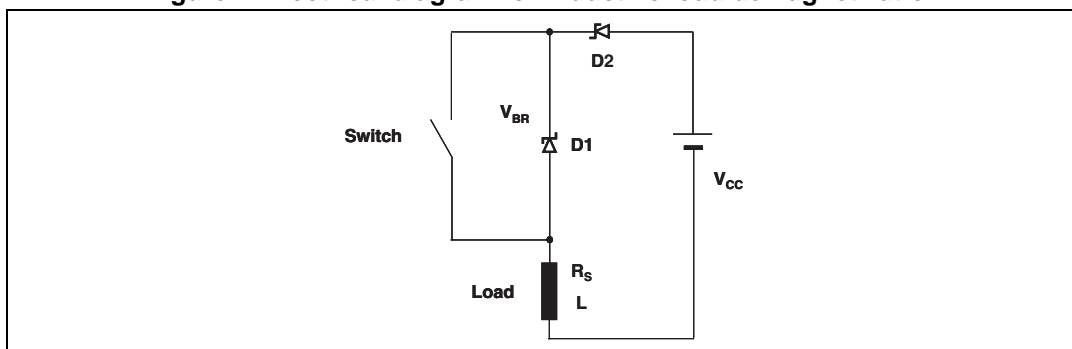 D2
V_BR
Switch
D1
V_CC
R_S
Load
L